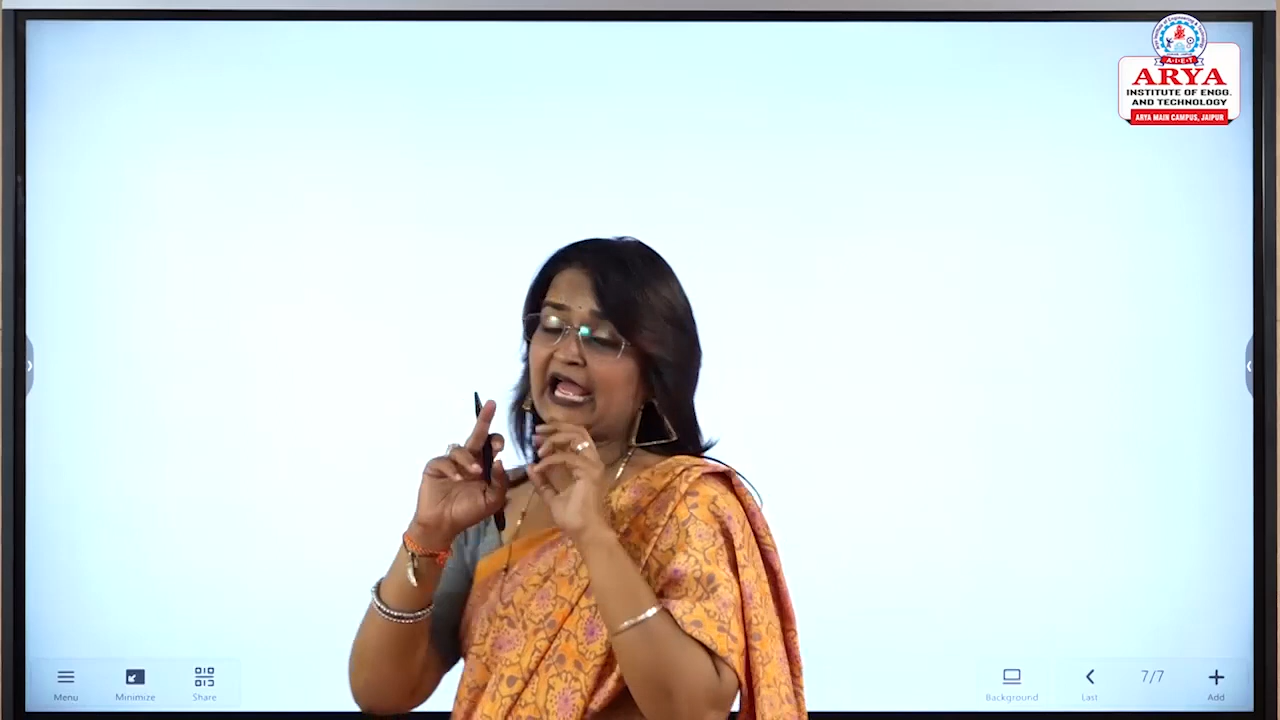 A.I.E.T
ARYA
INSTITUTE OF ENGG.
AND TECHNOLOGY
ARYA MAIN CAMPUS, JAIPUR
Menu
Minimize
Share
Background
Last
7/7
Add